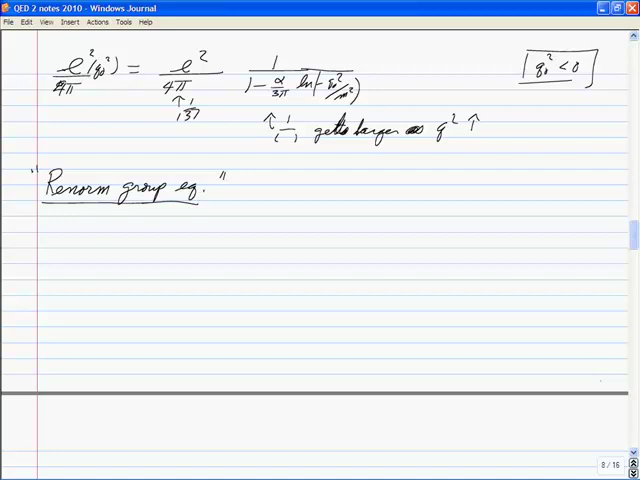 QED 2 notes 2010 - Windows Journal
File Edit View Insert Actions Tools Help
e²(q₀²)/4π = e²/4π 1/(1 - α/3π ln(-q₀²/m²)) q₀² < 0
↑ 1/137
↑ 1/( ) gets larger as q² ↑
"Renorm group eq."
8 / 16